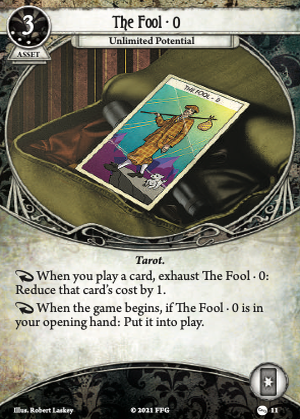 3
The Fool · 0
ASSET
Unlimited Potential
THE FOOL – 0
Tarot.
When you play a card, exhaust The Fool · 0:
Reduce that card's cost by 1.
When the game begins, if The Fool · 0 is in
your opening hand: Put it into play.
Illus. Robert Laskey
© 2021 FFG
11